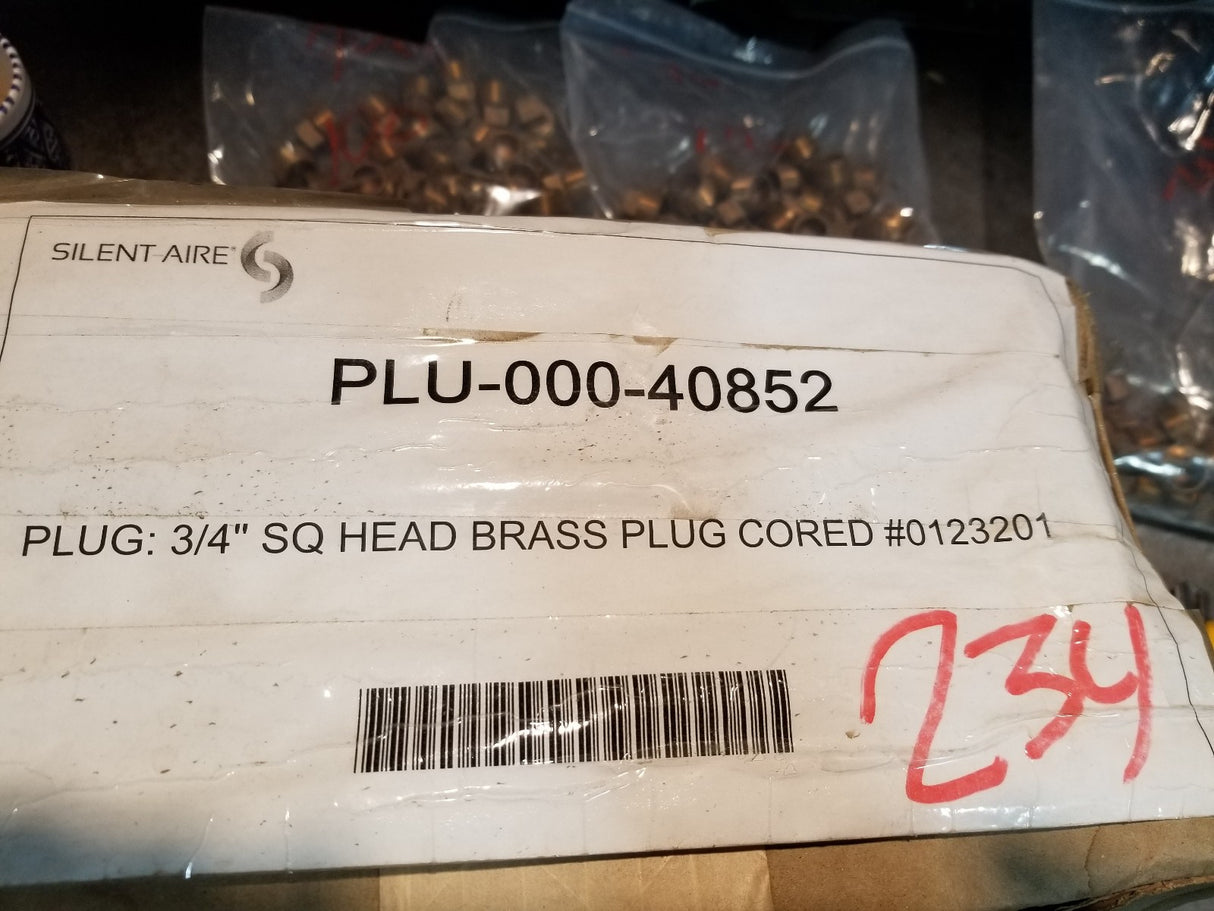 SILENT-AIRE
PLU-000-40852
PLUG: 3/4" SQ HEAD BRASS PLUG CORED #0123201
234